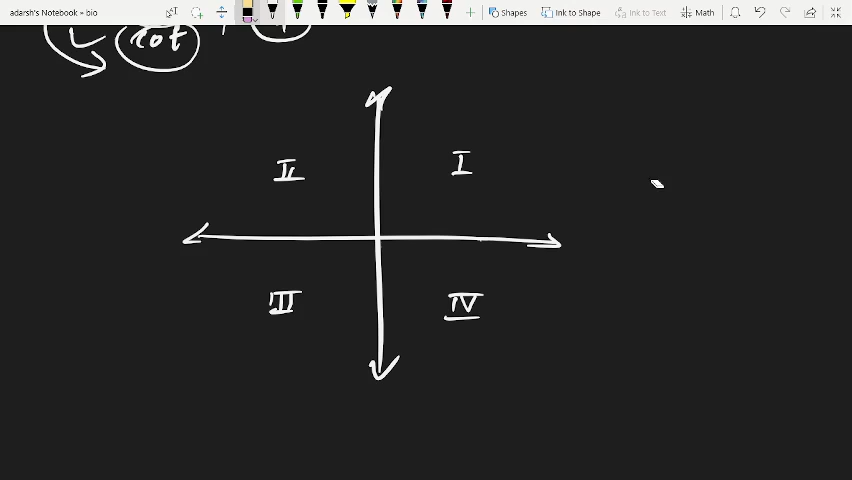 adarsh's Notebook » bio
Shapes
Ink to Shape
Ink to Text
Math
rot
II
I
III
IV